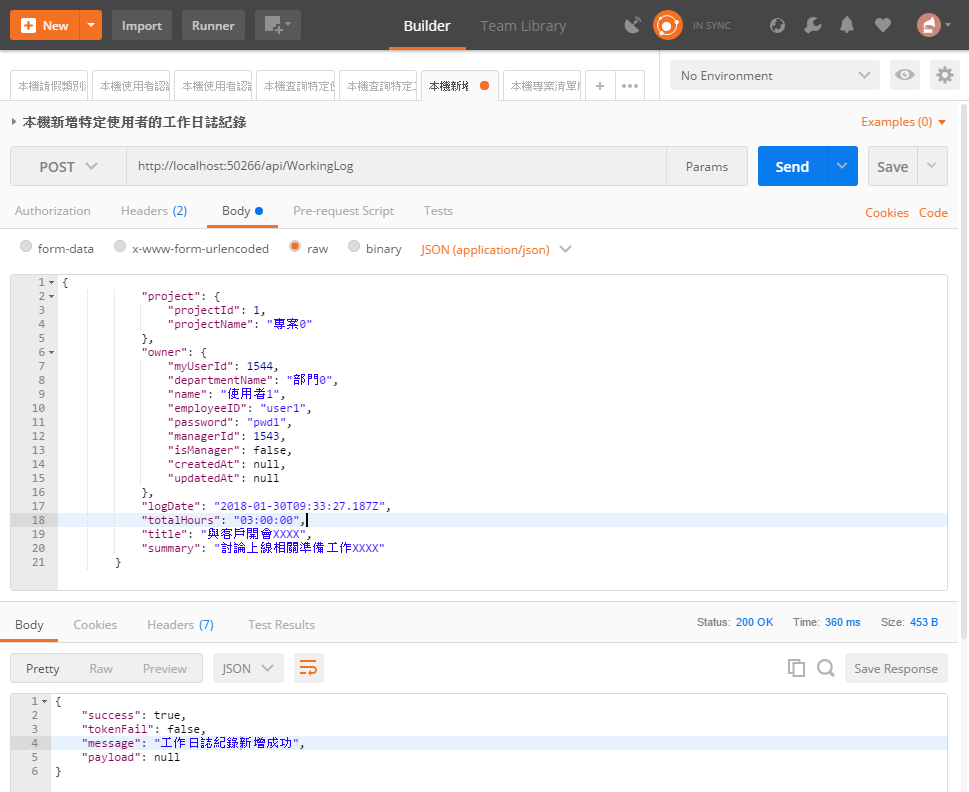 New Import Runner Builder Team Library IN SYNC
本機請假類別清 本機使用者認證 本機使用者認證 本機查詢特定使 本機查詢特定工 本機新增 本機專案清單所 + ••• No Environment
本機新增特定使用者的工作日誌紀錄 Examples (0)
POST http://localhost:50266/api/WorkingLog Params Send Save
Authorization Headers (2) Body Pre-request Script Tests Cookies Code
form-data x-www-form-urlencoded raw binary JSON (application/json)
1 {
2 "project": {
3 "projectId": 1,
4 "projectName": "專案0"
5 },
6 "owner": {
7 "myUserId": 1544,
8 "departmentName": "部門0",
9 "name": "使用者1",
10 "employeeID": "user1",
11 "password": "pwd1",
12 "managerId": 1543,
13 "isManager": false,
14 "createdAt": null,
15 "updatedAt": null
16 },
17 "logDate": "2018-01-30T09:33:27.187Z",
18 "totalHours": "03:00:00",
19 "title": "與客戶開會XXXX",
20 "summary": "討論上線相關準備工作XXXX"
21 }
Body Cookies Headers (7) Test Results Status: 200 OK Time: 360 ms Size: 453 B
Pretty Raw Preview JSON Save Response
1 {
2 "success": true,
3 "tokenFail": false,
4 "message": "工作日誌紀錄新增成功",
5 "payload": null
6 }